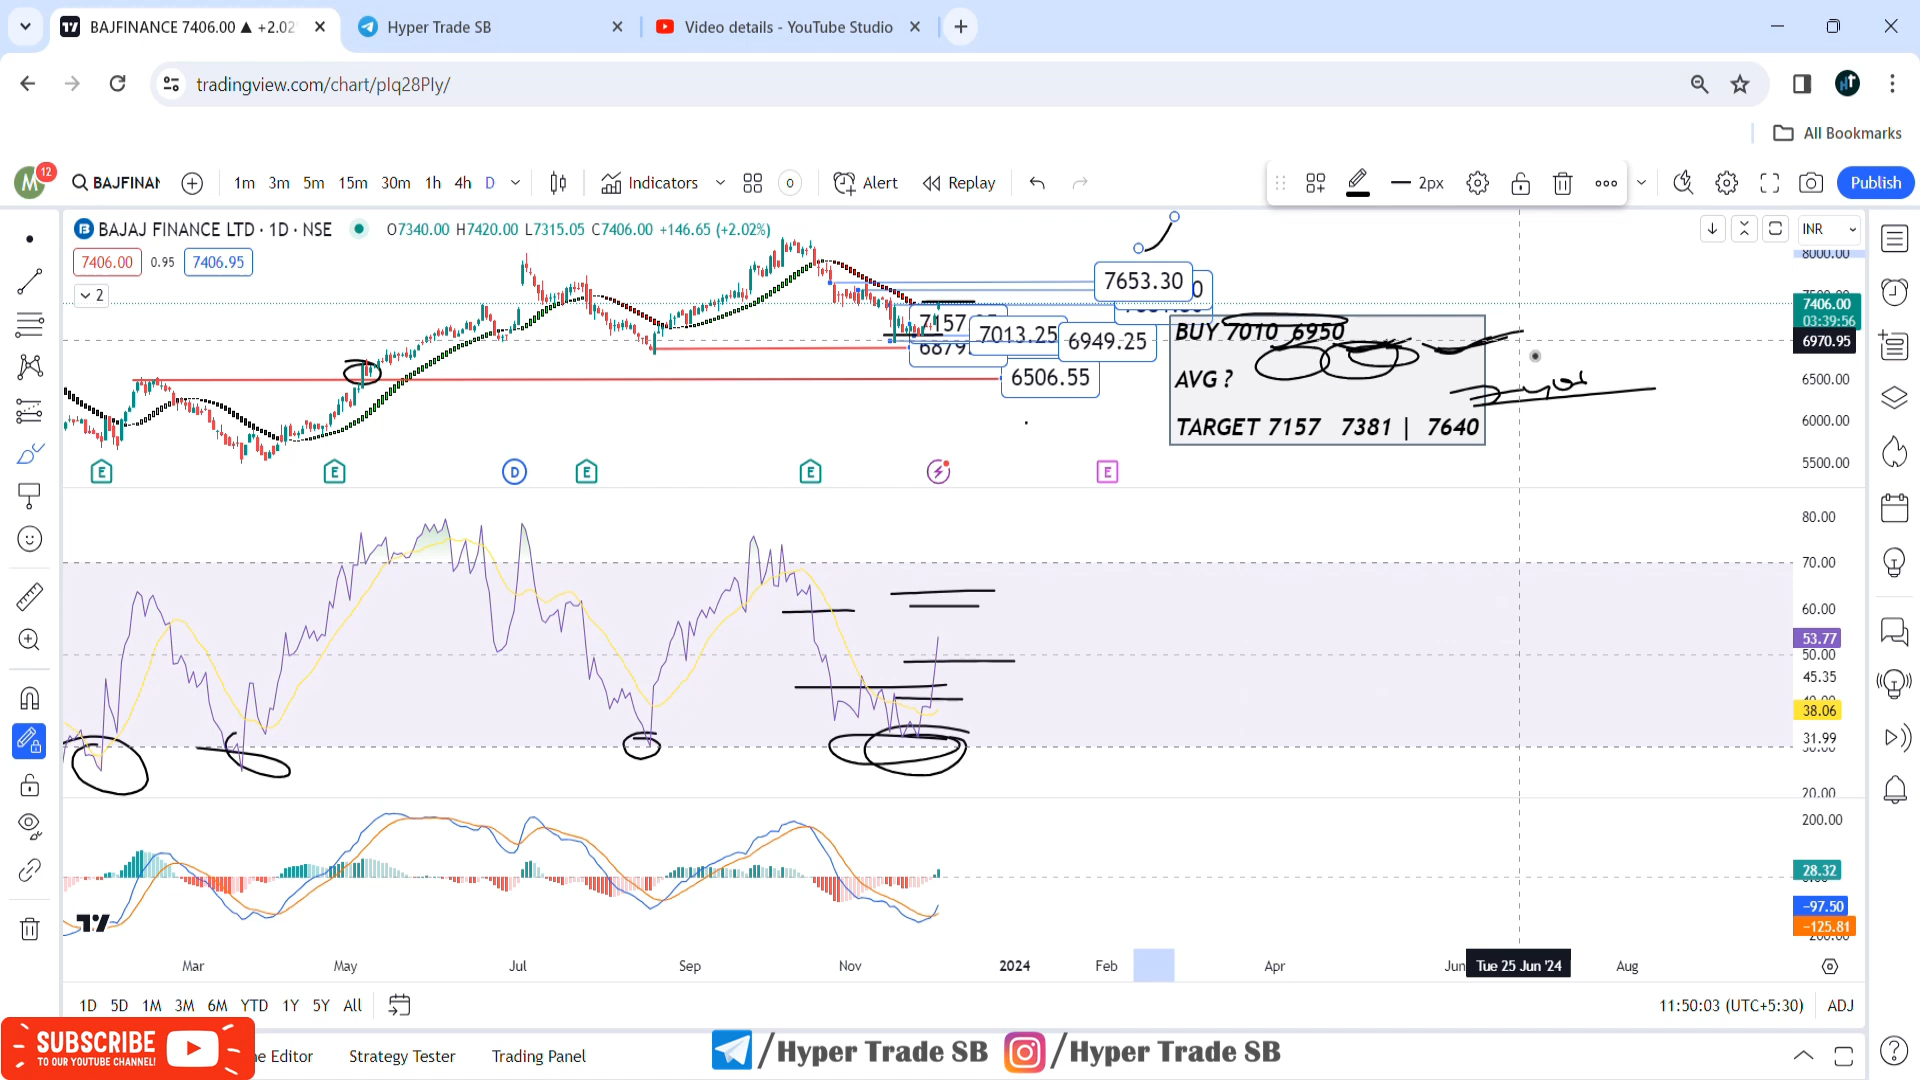 BAJFINANCE 7406.00 ▲ +2.02
Hyper Trade SB
Video details - YouTube Studio
tradingview.com/chart/pIq28PIy/
All Bookmarks
M 12
BAJFINAN
1m 3m 5m 15m 30m 1h 4h D
Indicators
0
Alert
Replay
2px
Publish
BAJAJ FINANCE LTD · 1D · NSE
O7340.00 H7420.00 L7315.05 C7406.00 +146.65 (+2.02%)
INR
7406.00 0.95 7406.95
2
8000.00
7406.00
03:39:56
6970.95
6500.00
6000.00
5500.00
7653.30
7013.25
6949.25
6506.55
BUY 7010 6950
AVG ?
TARGET 7157 7381 | 7640
E E D E E E
80.00
70.00
60.00
53.77
50.00
45.35
38.06
31.99
20.00
200.00
28.32
−97.50
−125.81
Mar May Jul Sep Nov 2024 Feb Apr Tue 25 Jun '24 Aug
1D 5D 1M 3M 6M YTD 1Y 5Y All
11:50:03 (UTC+5:30) ADJ
SUBSCRIBE
TO OUR YOUTUBE CHANNEL!
ne Editor Strategy Tester Trading Panel
/Hyper Trade SB /Hyper Trade SB